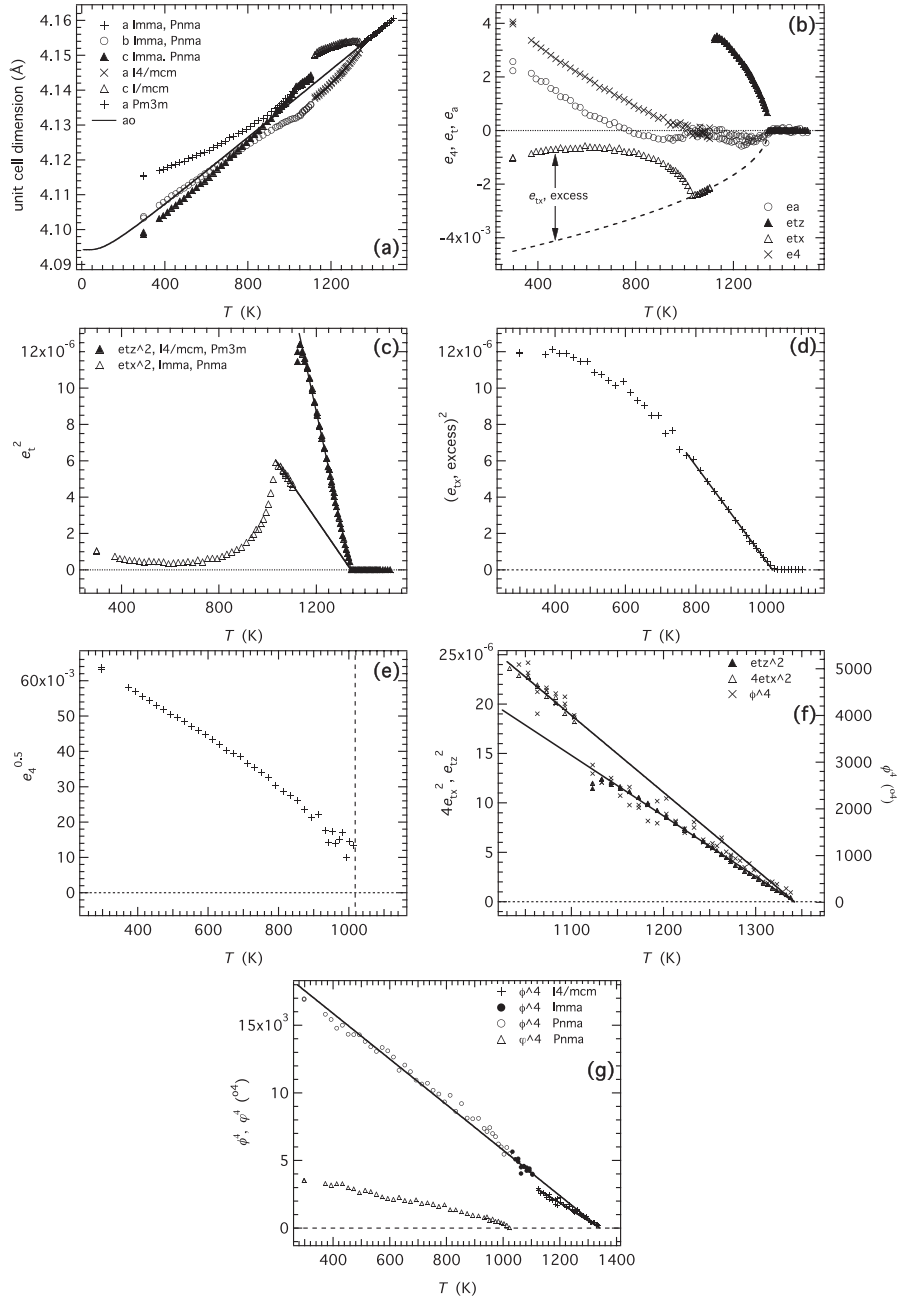 4.16
4.15
4.14
4.13
4.12
4.11
4.10
4.09
unit cell dimension (Å)
a Imma, Pnma
b Imma, Pnma
c Imma. Pnma
a I4/mcm
c I/mcm
a Pm3m
ao
(a)
0 400 800 1200
T (K)
4
2
0
-2
-4x10⁻³
e₄, eₜ, eₐ
(b)
eₜₓ, excess
ea
etz
etx
e4
400 800 1200
T (K)
12x10⁻⁶
10
8
6
4
2
0
eₜ²
etz^2, I4/mcm, Pm3m
etx^2, Imma, Pnma
(c)
400 800 1200
T (K)
12x10⁻⁶
10
8
6
4
2
0
(eₜₓ, excess)²
(d)
400 600 800 1000
T (K)
60x10⁻³
50
40
30
20
10
0
e₄⁰·⁵
(e)
400 600 800 1000
T (K)
25x10⁻⁶
20
15
10
5
0
4eₜₓ², e_tz²
etz^2
4etx^2
ϕ^4
(f)
5000
4000
3000
2000
1000
0
ϕ⁴ (°⁴)
1100 1200 1300
T (K)
15x10³
10
5
0
ϕ⁴, φ⁴ (°⁴)
ϕ^4 I4/mcm
ϕ^4 Imma
ϕ^4 Pnma
φ^4 Pnma
(g)
400 600 800 1000 1200 1400
T (K)